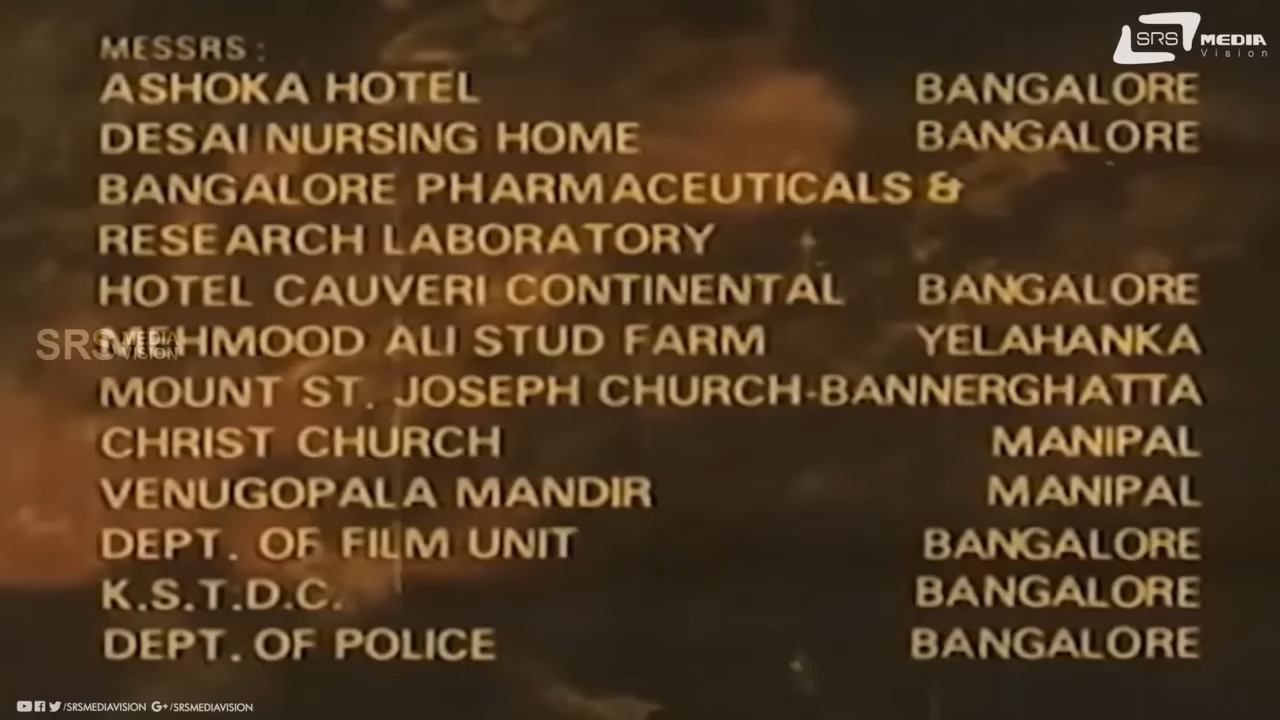 MESSRS :
ASHOKA HOTEL BANGALORE
DESAI NURSING HOME BANGALORE
BANGALORE PHARMACEUTICALS &
RESEARCH LABORATORY
HOTEL CAUVERI CONTINENTAL BANGALORE
MAHMOOD ALI STUD FARM YELAHANKA
MOUNT ST. JOSEPH CHURCH-BANNERGHATTA
CHRIST CHURCH MANIPAL
VENUGOPALA MANDIR MANIPAL
DEPT. OF FILM UNIT BANGALORE
K.S.T.D.C. BANGALORE
DEPT. OF POLICE BANGALORE
SRS MEDIA Vision
SRS MEDIA VISION
/SRSMEDIAVISION G+/SRSMEDIAVISION